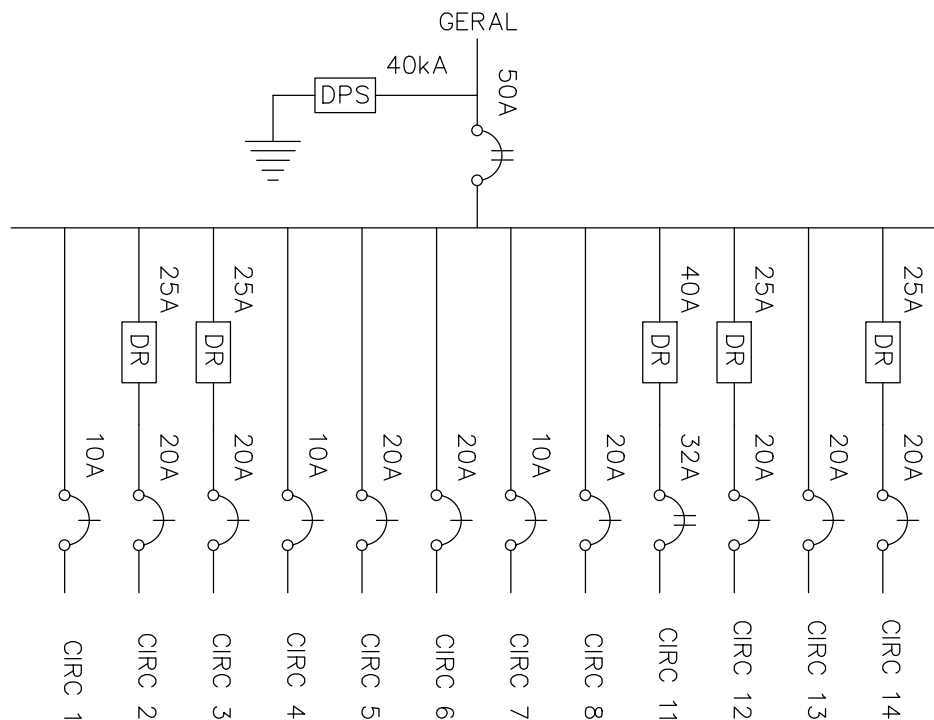 GERAL
40kA
50A
DPS
25A
25A
40A
25A
25A
DR
DR
DR
DR
DR
10A
20A
20A
10A
20A
20A
10A
20A
32A
20A
20A
20A
CIRC 1
CIRC 2
CIRC 3
CIRC 4
CIRC 5
CIRC 6
CIRC 7
CIRC 8
CIRC 11
CIRC 12
CIRC 13
CIRC 14